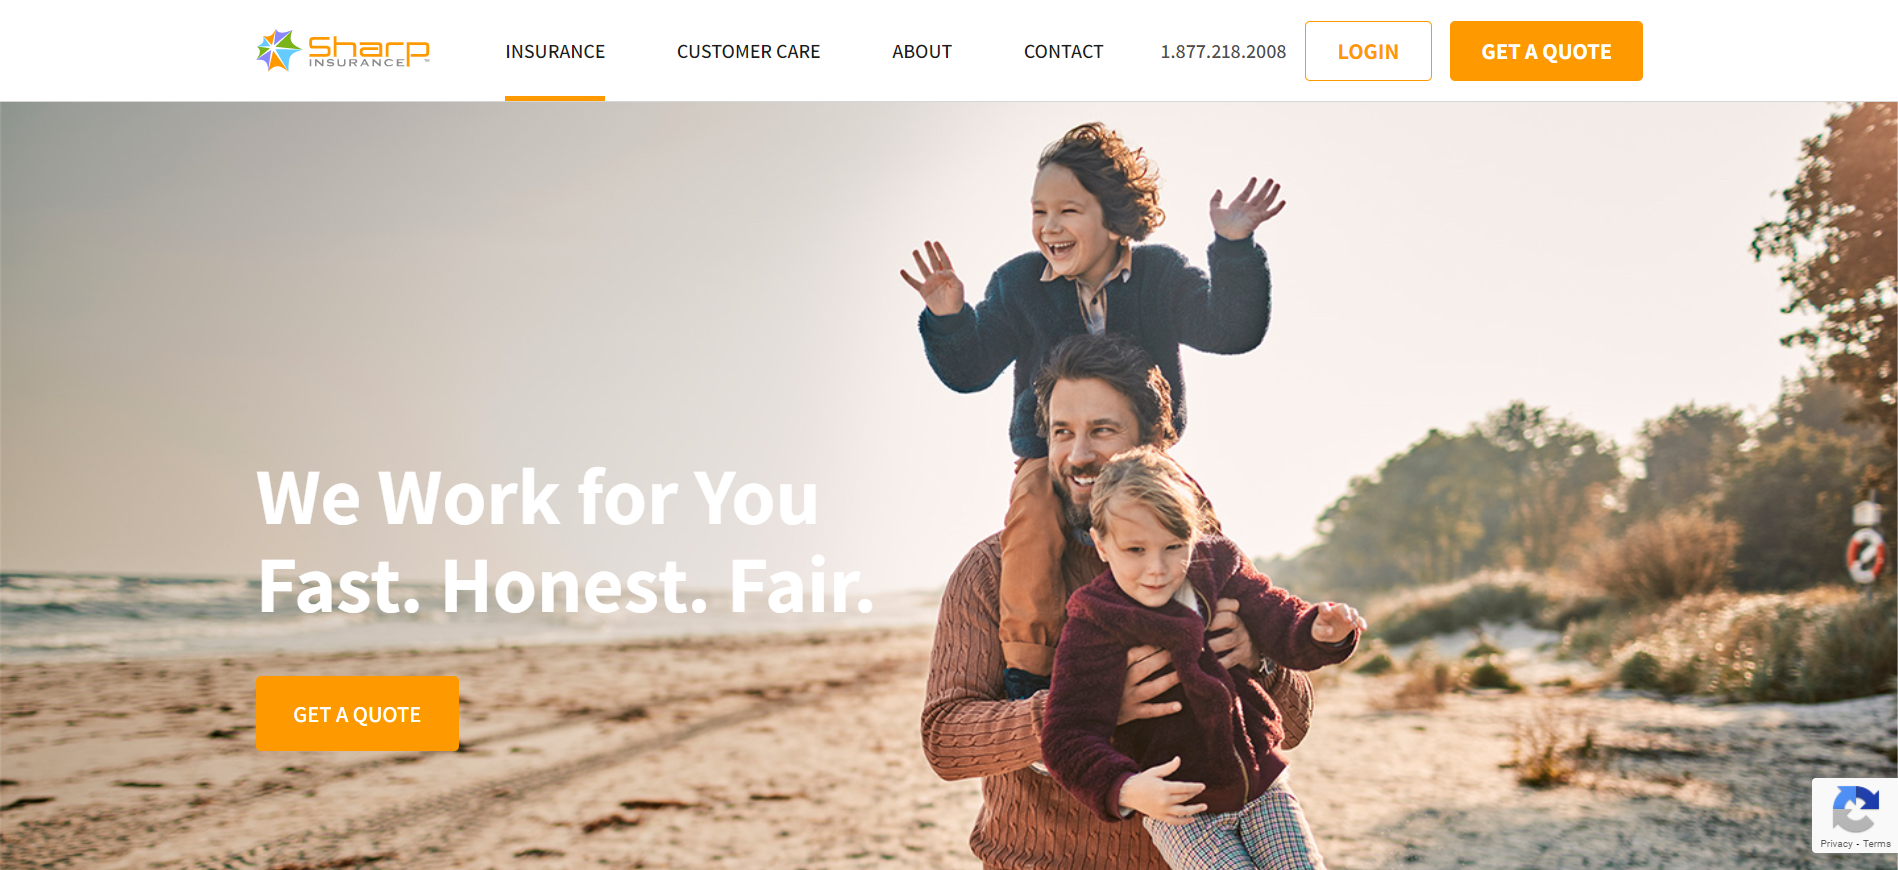 Sharp
INSURANCE
INSURANCE
CUSTOMER CARE
ABOUT
CONTACT
1.877.218.2008
LOGIN
GET A QUOTE
We Work for You
Fast. Honest. Fair.
GET A QUOTE
Privacy - Terms